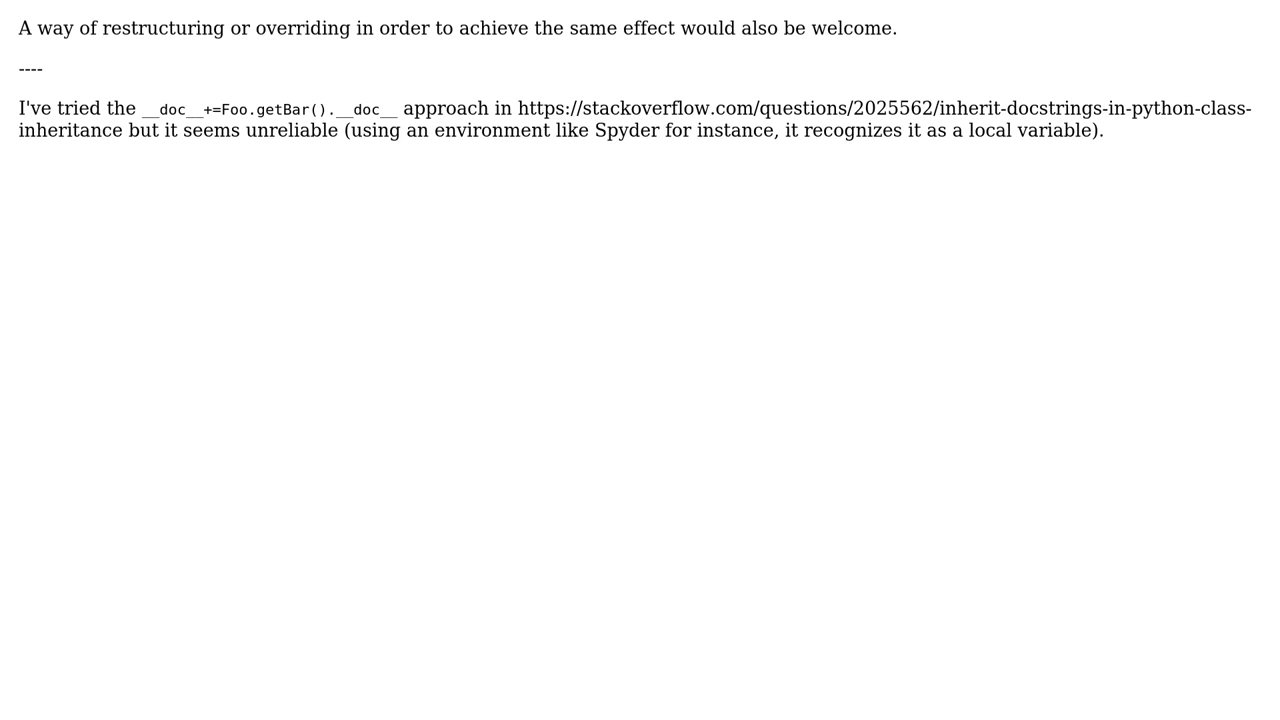 A way of restructuring or overriding in order to achieve the same effect would also be welcome.
----
I've tried the __doc__+=Foo.getBar().__doc__ approach in https://stackoverflow.com/questions/2025562/inherit-docstrings-in-python-class-
inheritance but it seems unreliable (using an environment like Spyder for instance, it recognizes it as a local variable).